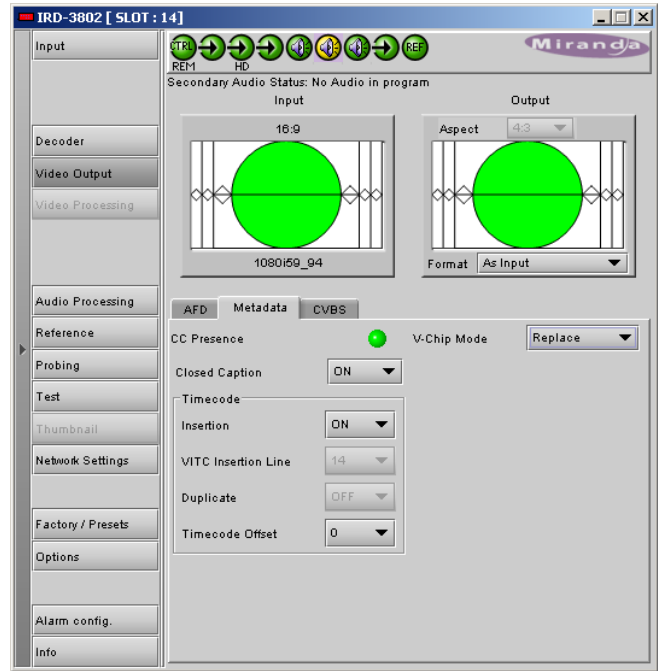 IRD-3802 [ SLOT : 14]
Input
Decoder
Video Output
Video Processing
Audio Processing
Reference
Probing
Test
Thumbnail
Network Settings
Factory / Presets
Options
Alarm config.
Info
CTRL
REF
Miranda
REM
HD
Secondary Audio Status: No Audio in program
Input
16:9
1080i59_94
Output
Aspect 4:3
Format As Input
AFD Metadata CVBS
CC Presence
V-Chip Mode Replace
Closed Caption ON
Timecode
Insertion ON
VITC Insertion Line 14
Duplicate OFF
Timecode Offset 0